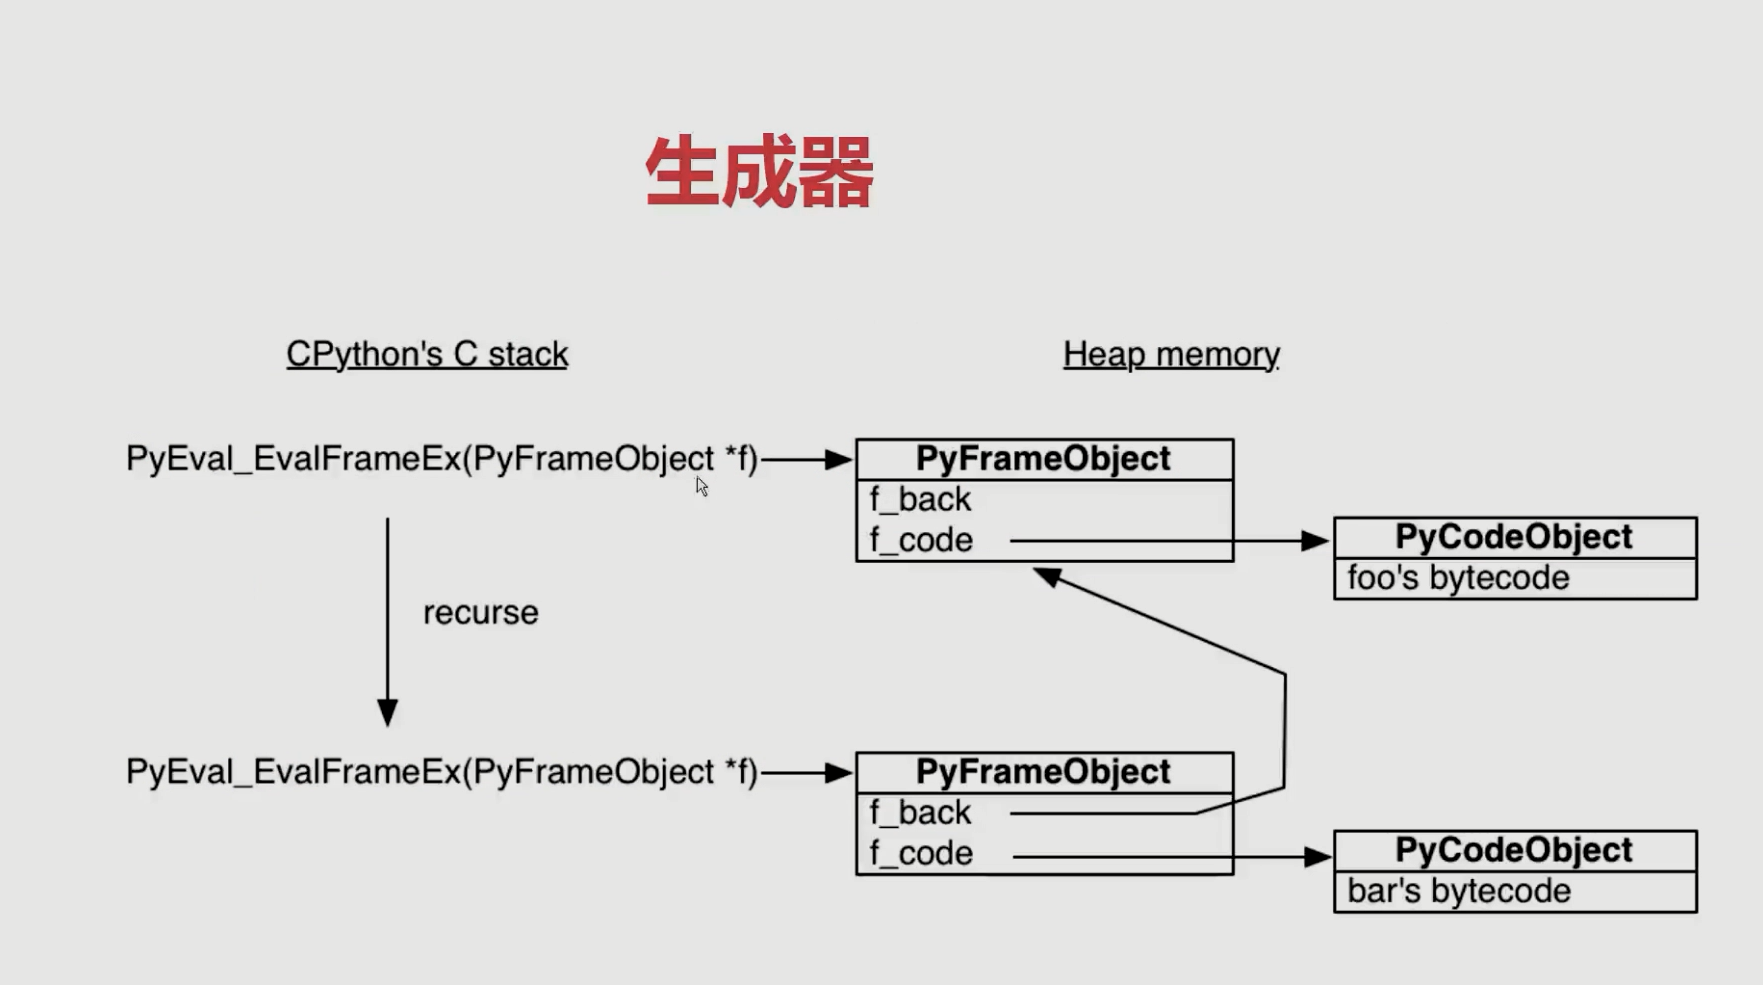 生成器
CPython's C stack
Heap memory
PyEval_EvalFrameEx(PyFrameObject *f)
PyFrameObject
f_back
f_code
PyCodeObject
foo's bytecode
recurse
PyEval_EvalFrameEx(PyFrameObject *f)
PyFrameObject
f_back
f_code
PyCodeObject
bar's bytecode